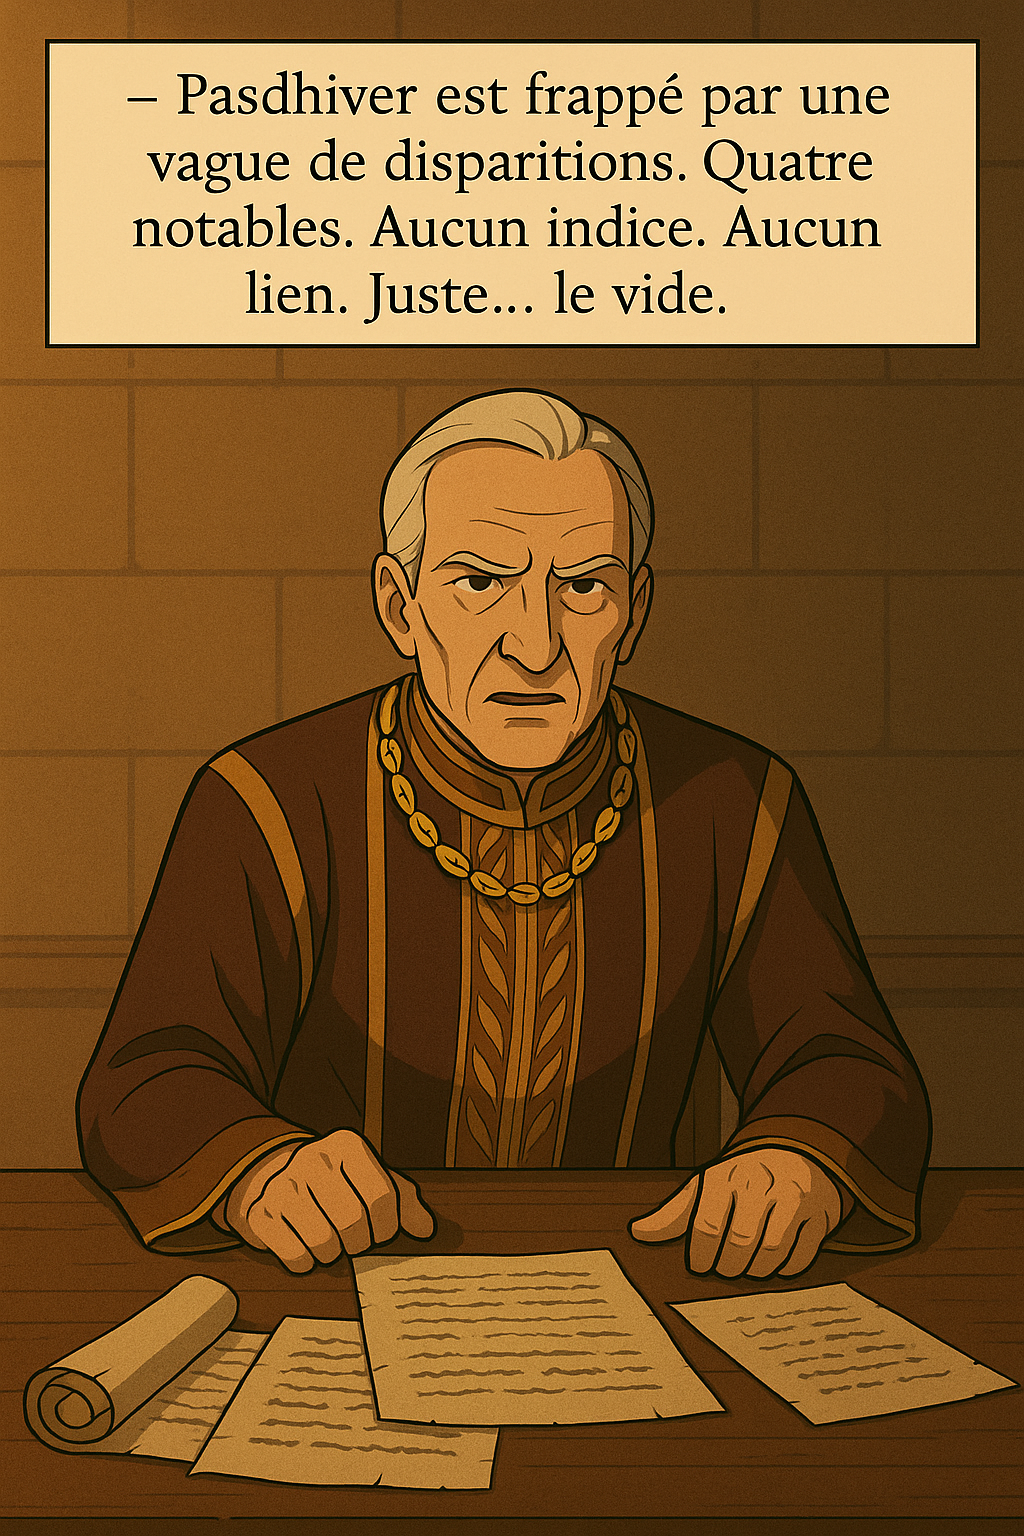 – Pasdhiver est frappé par une
vague de disparitions. Quatre
notables. Aucun indice. Aucun
lien. Juste... le vide.